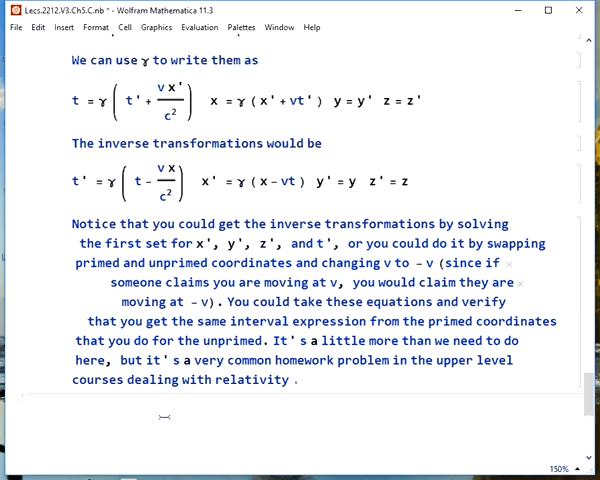 Lecs.2212.V3.Ch5.C.nb * - Wolfram Mathematica 11.3
File Edit Insert Format Cell Graphics Evaluation Palettes Window Help
We can use γ to write them as
t = γ ( t' + v x' / c² ) x = γ ( x' + vt' ) y = y' z = z'
The inverse transformations would be
t' = γ ( t - v x / c² ) x' = γ ( x - vt ) y' = y z' = z
Notice that you could get the inverse transformations by solving
the first set for x', y', z', and t', or you could do it by swapping
primed and unprimed coordinates and changing v to - v (since if
someone claims you are moving at v, you would claim they are
moving at - v). You could take these equations and verify
that you get the same interval expression from the primed coordinates
that you do for the unprimed. It's a little more than we need to do
here, but it's a very common homework problem in the upper level
courses dealing with relativity.
150%